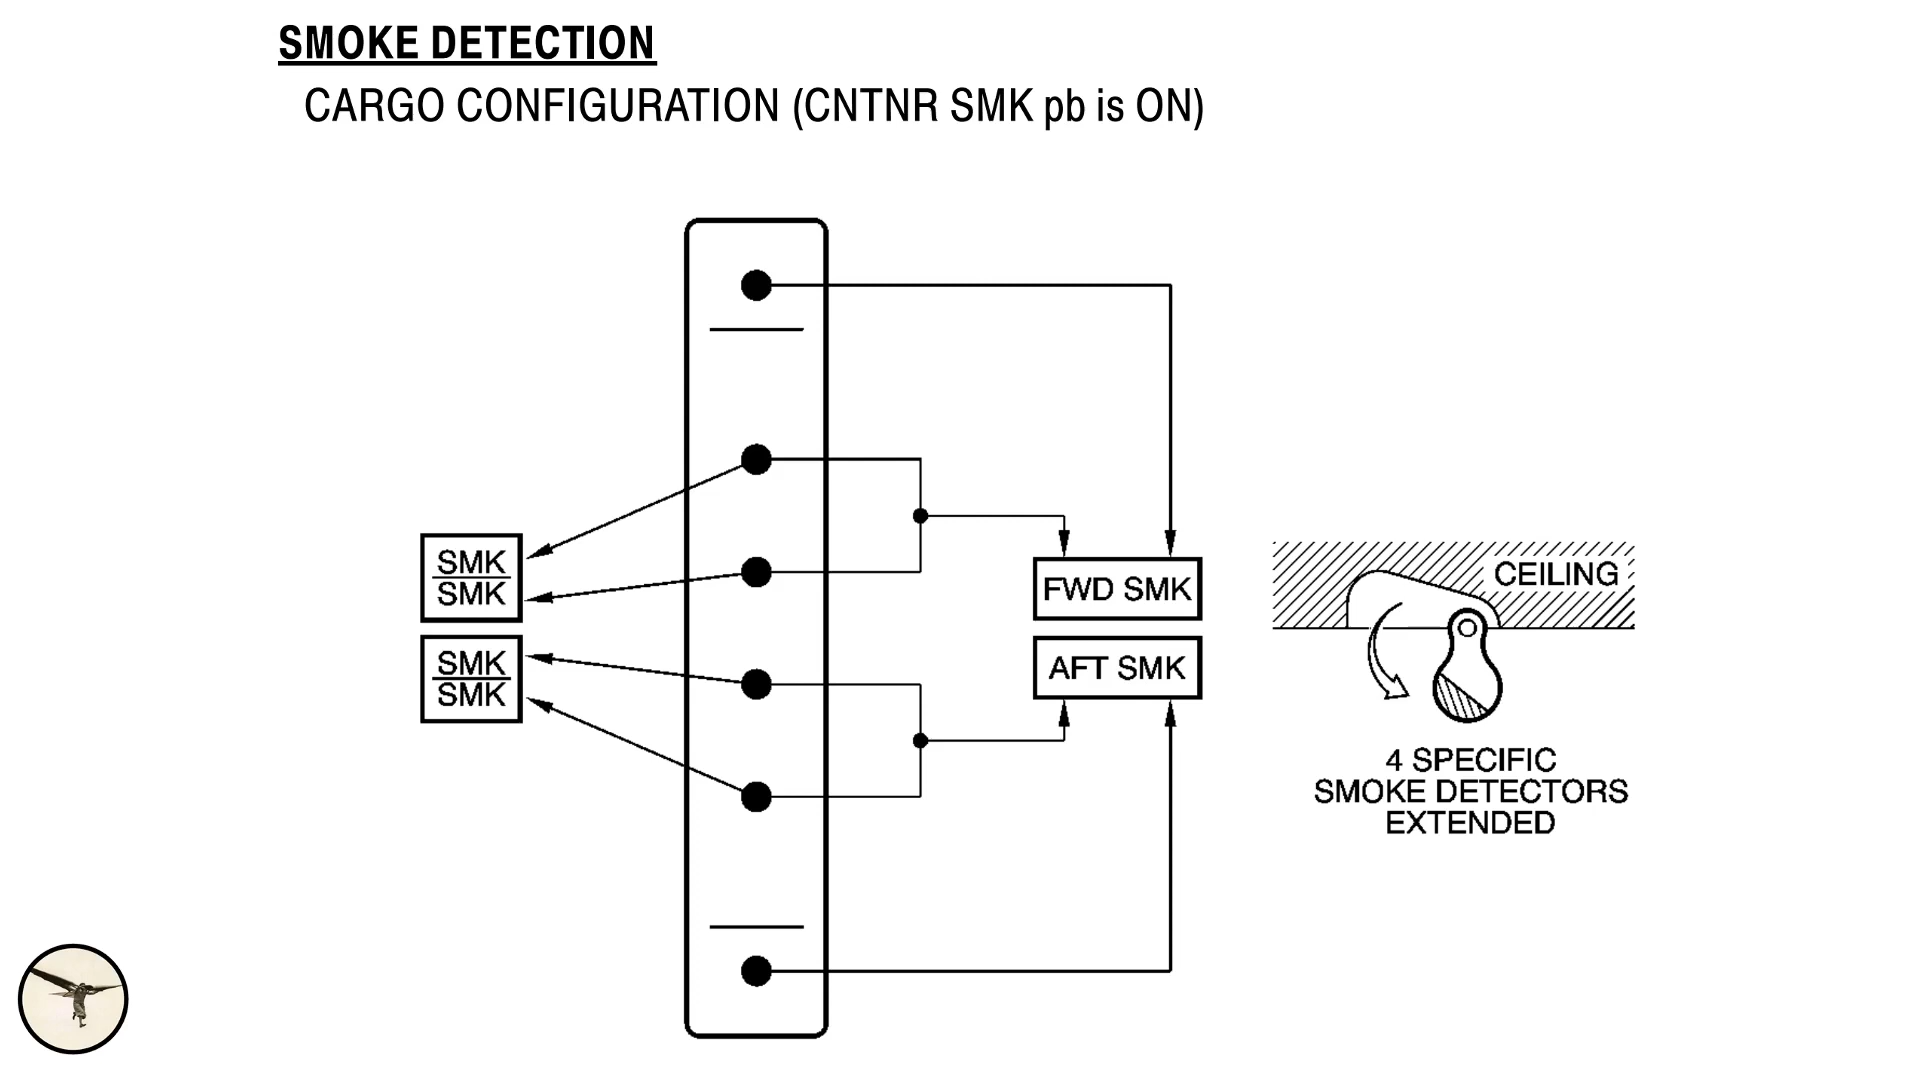 SMOKE DETECTION
CARGO CONFIGURATION (CNTNR SMK pb is ON)
SMK
SMK
SMK
SMK
FWD SMK
AFT SMK
CEILING
4 SPECIFIC
SMOKE DETECTORS
EXTENDED